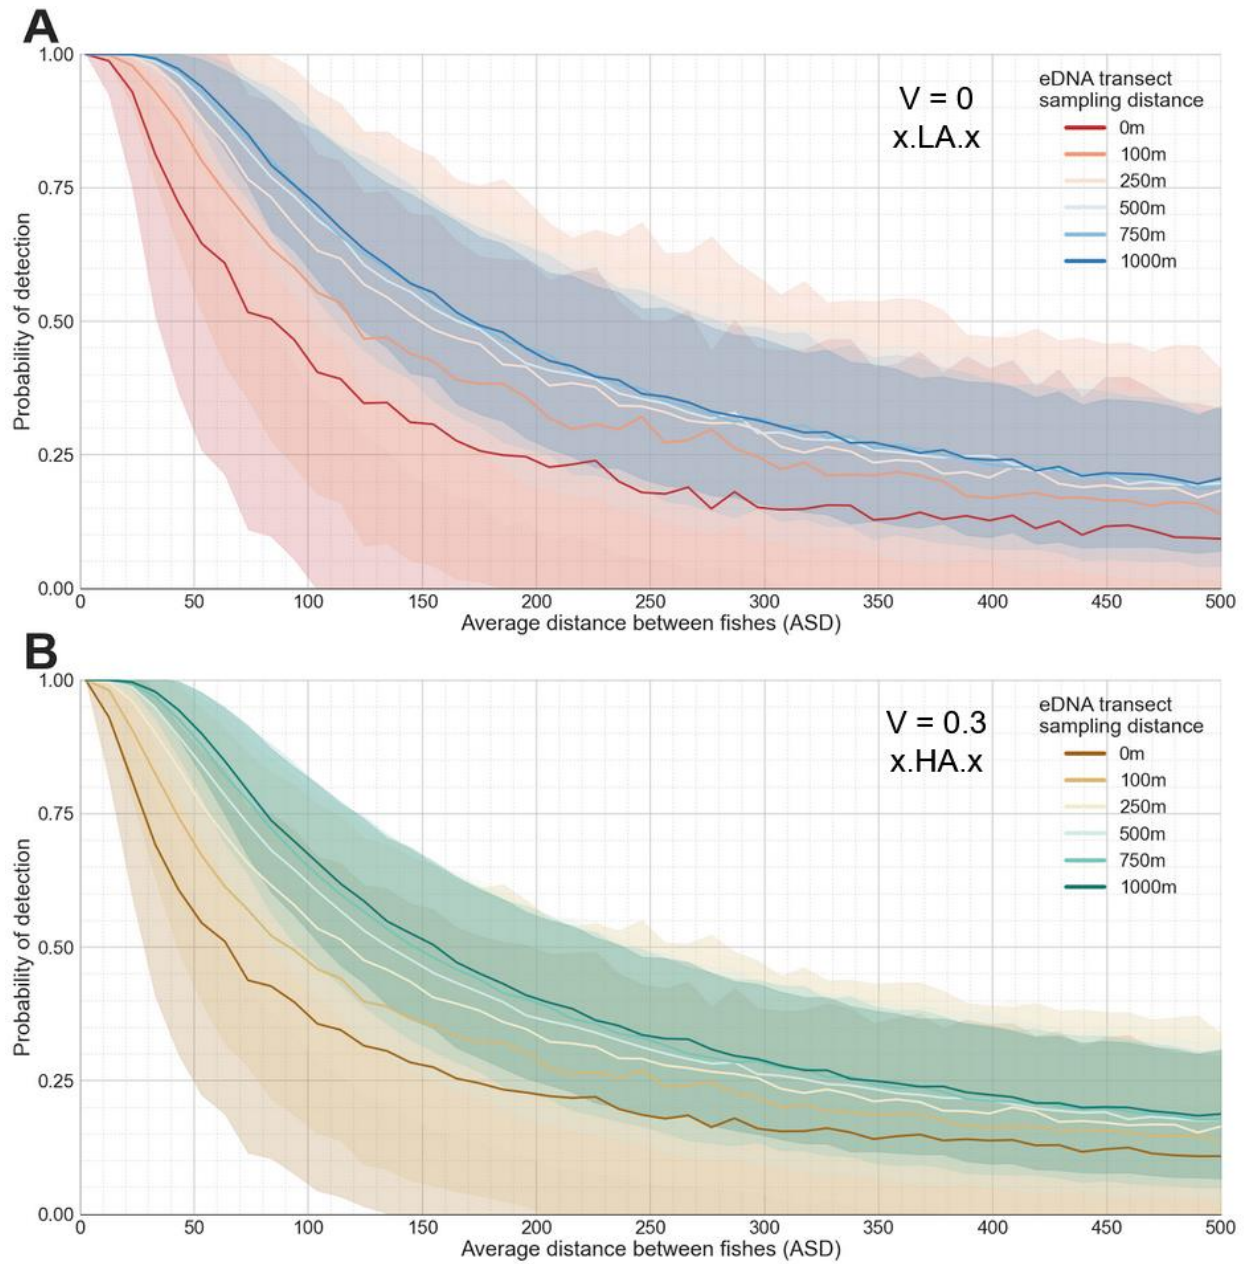 A
1.00
0.75
0.50
0.25
0.00
Probability of detection
V = 0
x.LA.x
eDNA transect
sampling distance
0m
100m
250m
500m
750m
1000m
0 50 100 150 200 250 300 350 400 450 500
Average distance between fishes (ASD)
B
1.00
0.75
0.50
0.25
0.00
Probability of detection
V = 0.3
x.HA.x
eDNA transect
sampling distance
0m
100m
250m
500m
750m
1000m
0 50 100 150 200 250 300 350 400 450 500
Average distance between fishes (ASD)